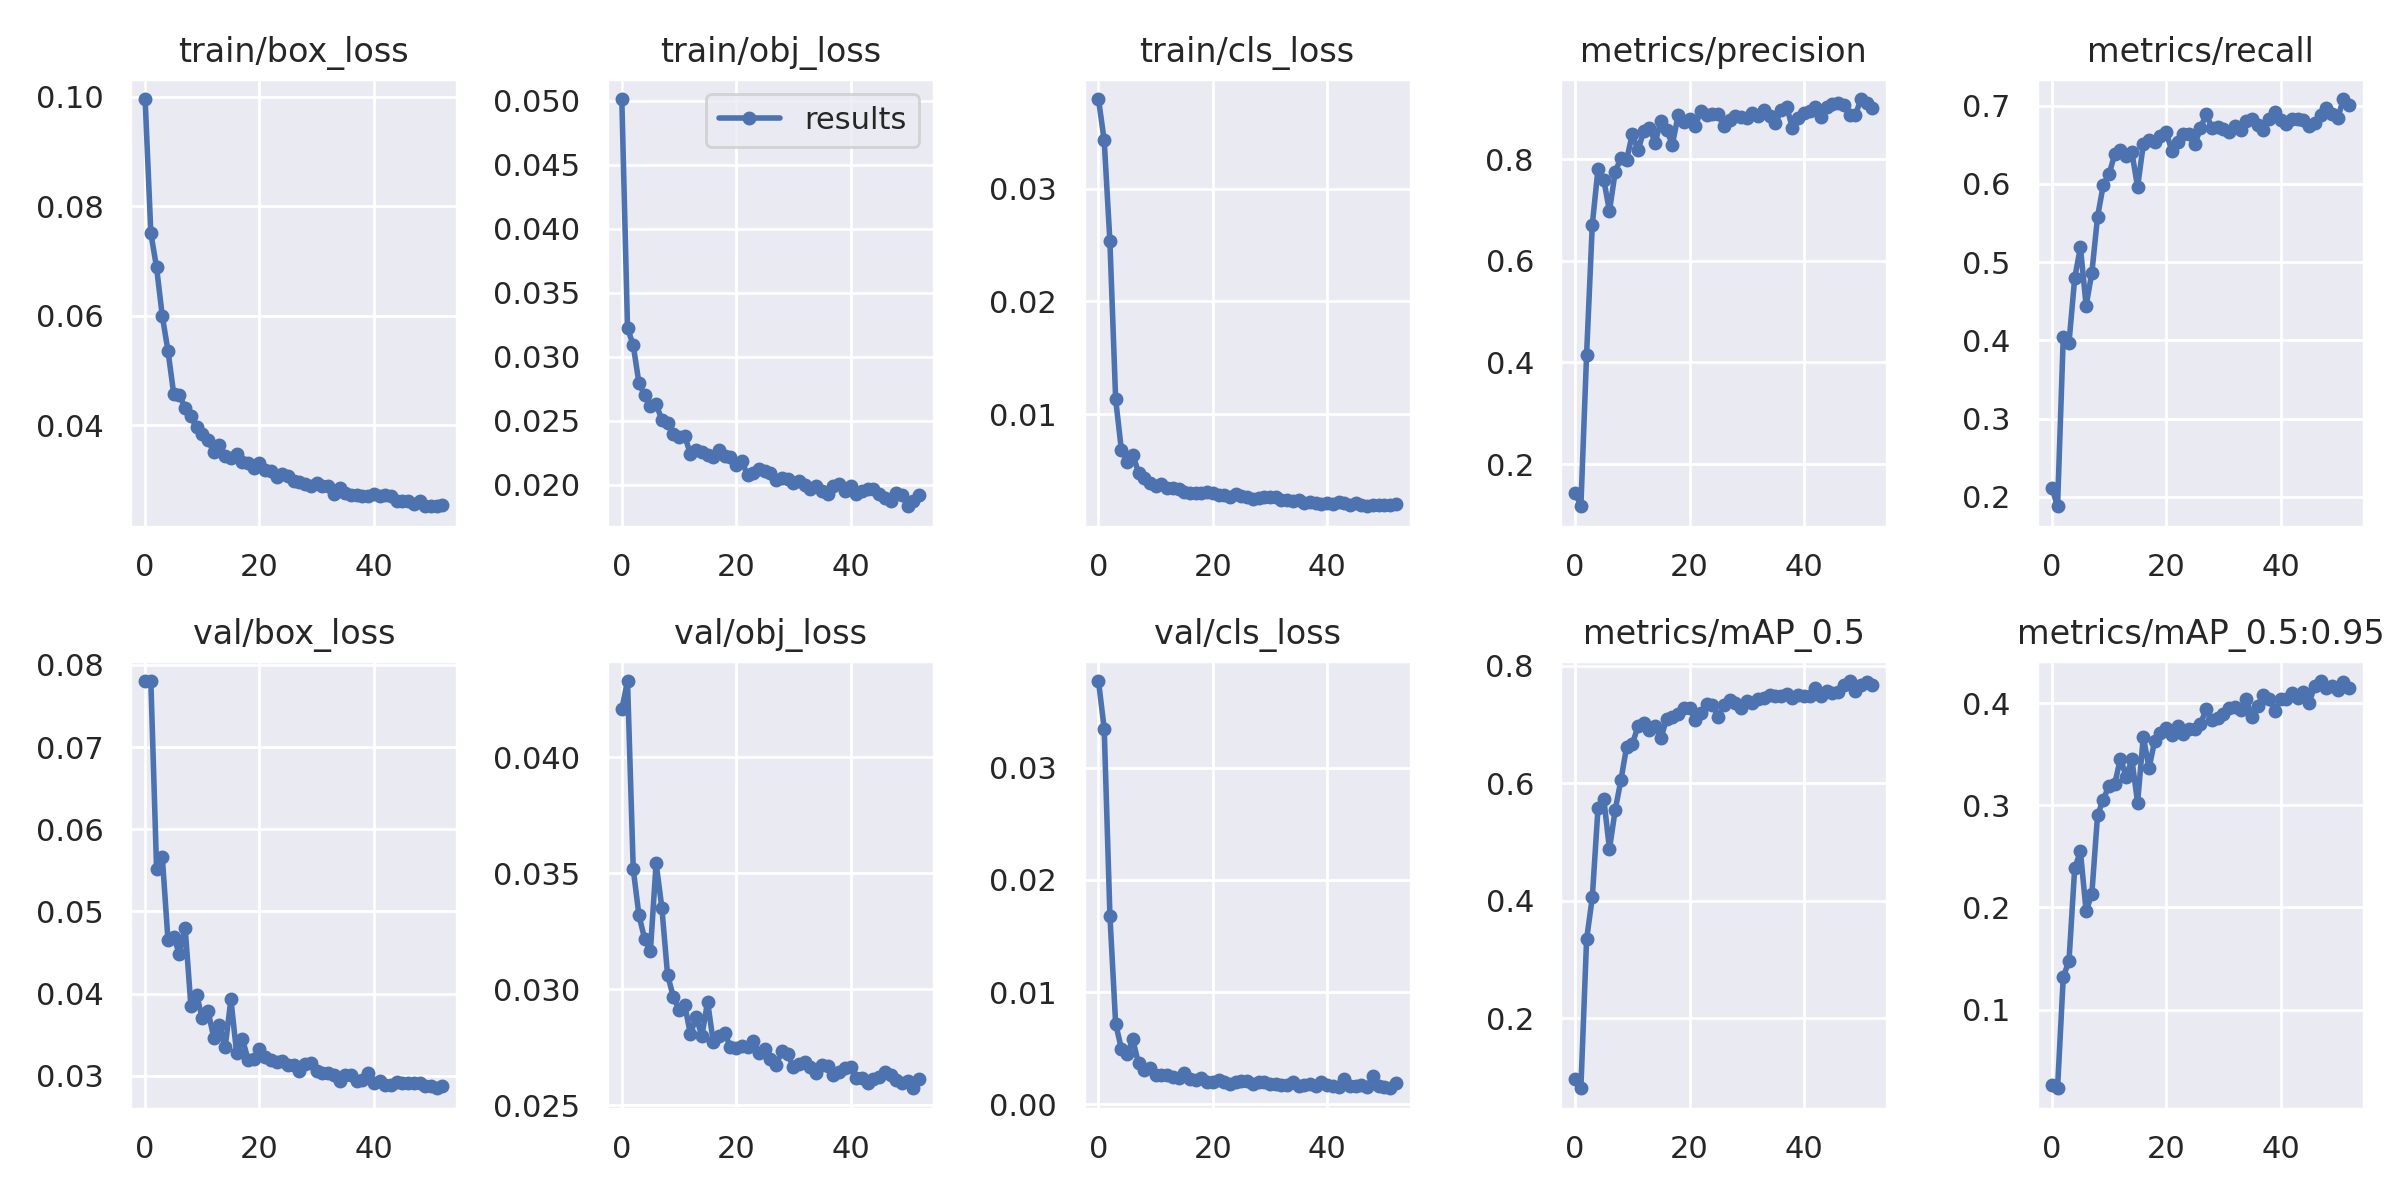 train/box_loss
0.10
0.08
0.06
0.04
0 20 40
train/obj_loss
results
0.050
0.045
0.040
0.035
0.030
0.025
0.020
0 20 40
train/cls_loss
0.03
0.02
0.01
0 20 40
metrics/precision
0.8
0.6
0.4
0.2
0 20 40
metrics/recall
0.7
0.6
0.5
0.4
0.3
0.2
0 20 40
val/box_loss
0.08
0.07
0.06
0.05
0.04
0.03
0 20 40
val/obj_loss
0.040
0.035
0.030
0.025
0 20 40
val/cls_loss
0.03
0.02
0.01
0.00
0 20 40
metrics/mAP_0.5
0.8
0.6
0.4
0.2
0 20 40
metrics/mAP_0.5:0.95
0.4
0.3
0.2
0.1
0 20 40